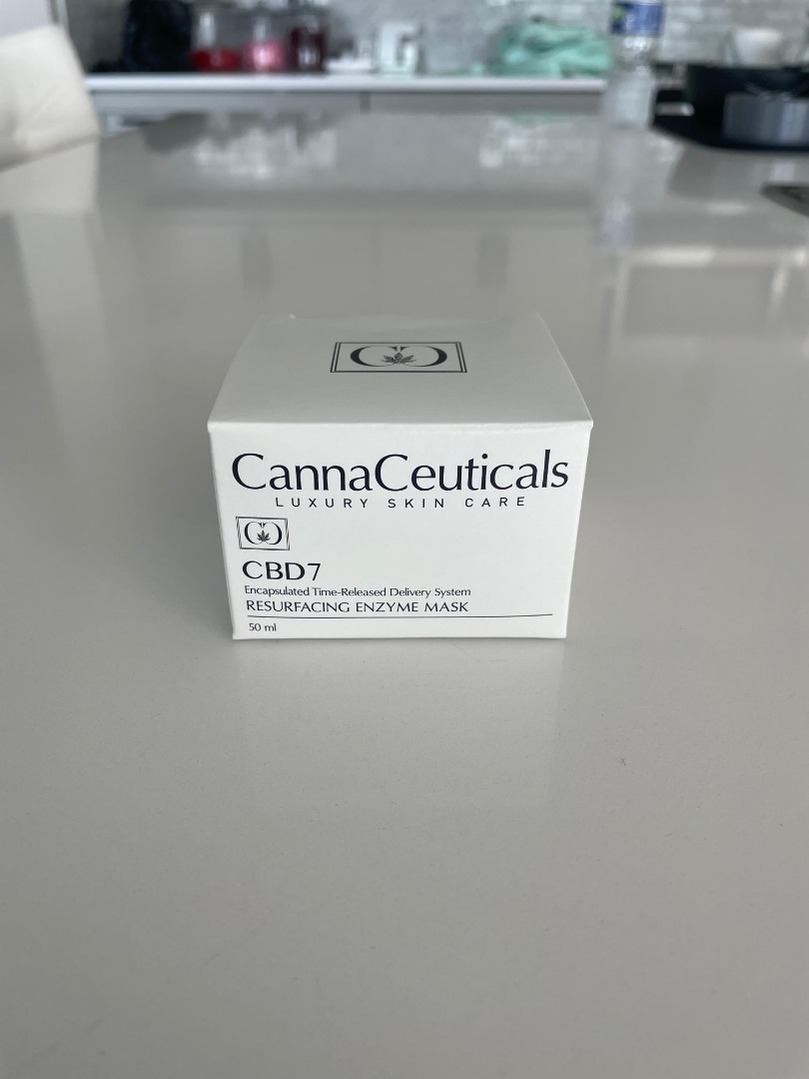 CannaCeuticals
LUXURY SKIN CARE
CBD7
Encapsulated Time-Released Delivery System
RESURFACING ENZYME MASK
50 ml